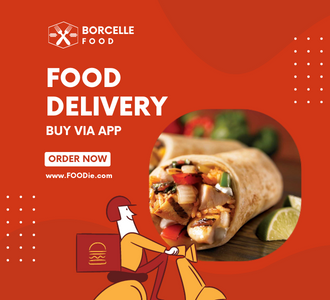 BORCELLE
FOOD
FOOD
DELIVERY
BUY VIA APP
ORDER NOW
www.FOODie.com